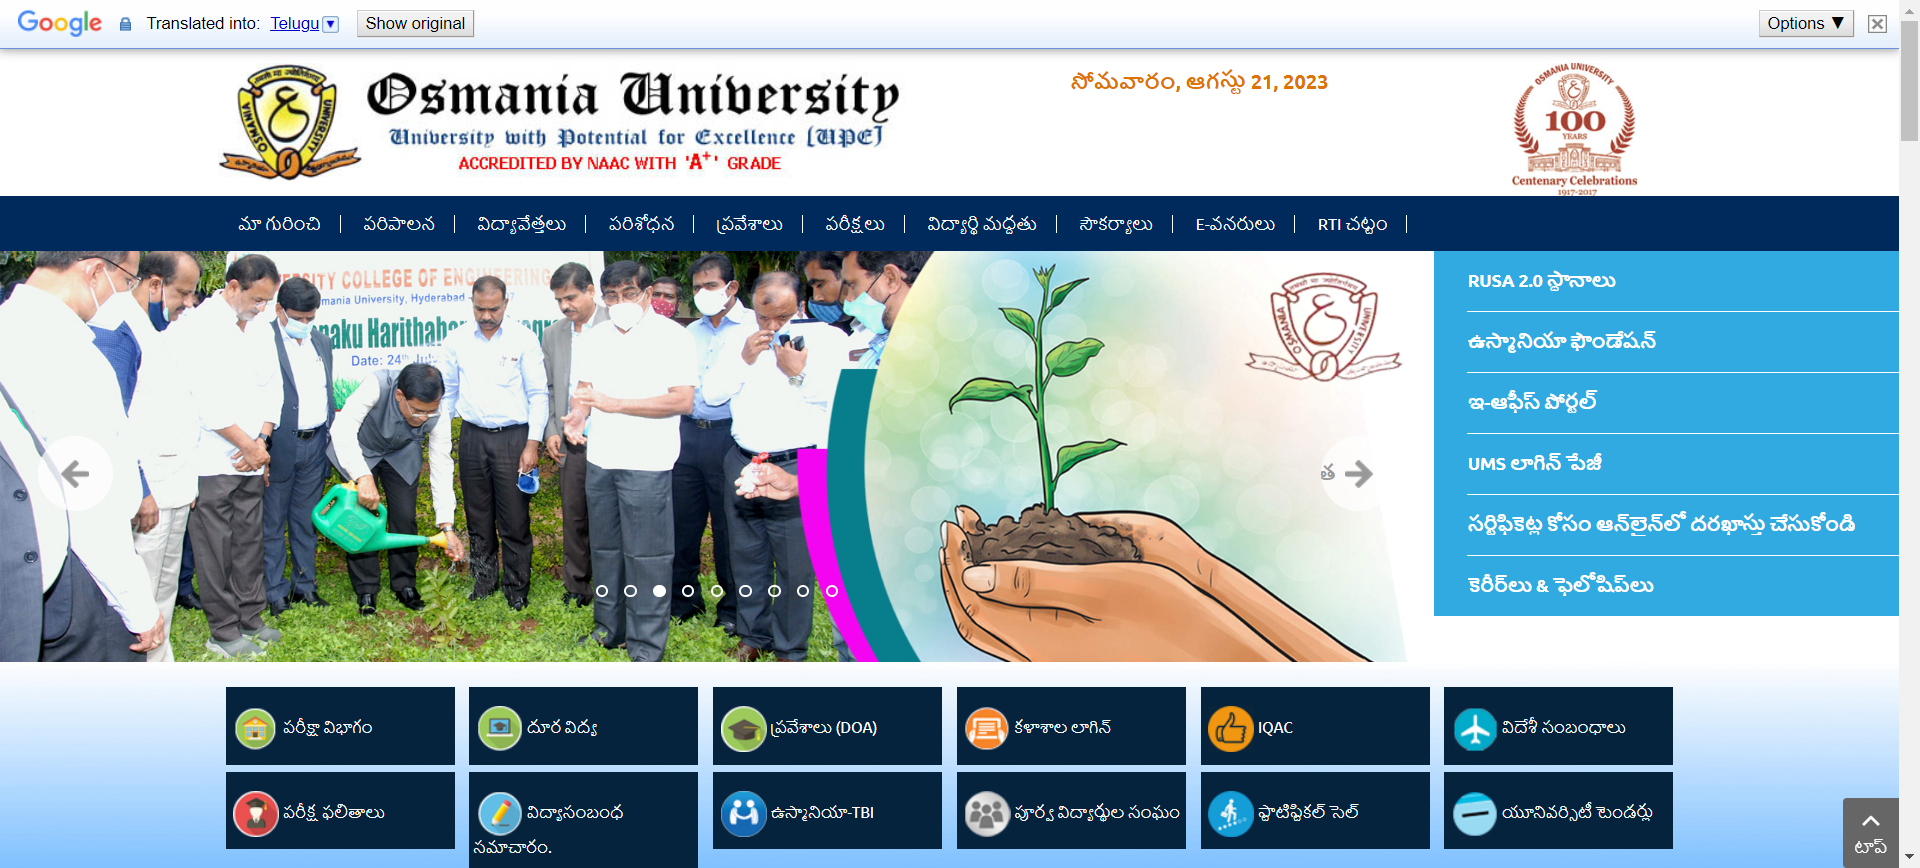 Google Translated into: Telugu Show original Options ▼
Osmania University
University with Potential for Excellence [UPE]
ACCREDITED BY NAAC WITH 'A+' GRADE
సోమవారం, ఆగస్టు 21, 2023
OSMANIA UNIVERSITY
100
YEARS
Centenary Celebrations
1917-2017
మా గురించి
పరిపాలన
విద్యావేత్తలు
పరిశోధన
ప్రవేశాలు
పరీక్షలు
విద్యార్థి మద్దతు
సౌకర్యాలు
E-వనరులు
RTI చట్టం
COLLEGE OF ENGINEERING
Osmania University, Hyderabad
Date: 24th
OSMANIA UNIVERSITY
త
RUSA 2.0 స్థానాలు
ఉస్మానియా ఫౌండేషన్
ఇ-ఆఫీస్ పోర్టల్
UMS లాగిన్ పేజీ
సర్టిఫికెట్ల కోసం ఆన్‌లైన్‌లో దరఖాస్తు చేసుకోండి
కెరీర్‌లు & ఫెలోషిప్‌లు
పరీక్షా విభాగం
దూర విద్య
ప్రవేశాలు (DOA)
కళాశాల లాగిన్
IQAC
విదేశీ సంబంధాలు
పరీక్ష ఫలితాలు
విద్యాసంబంధ
సమాచారం.
ఉస్మానియా-TBI
పూర్వ విద్యార్థుల సంఘం
యూనివర్సిటీ టెండర్లు
టాప్